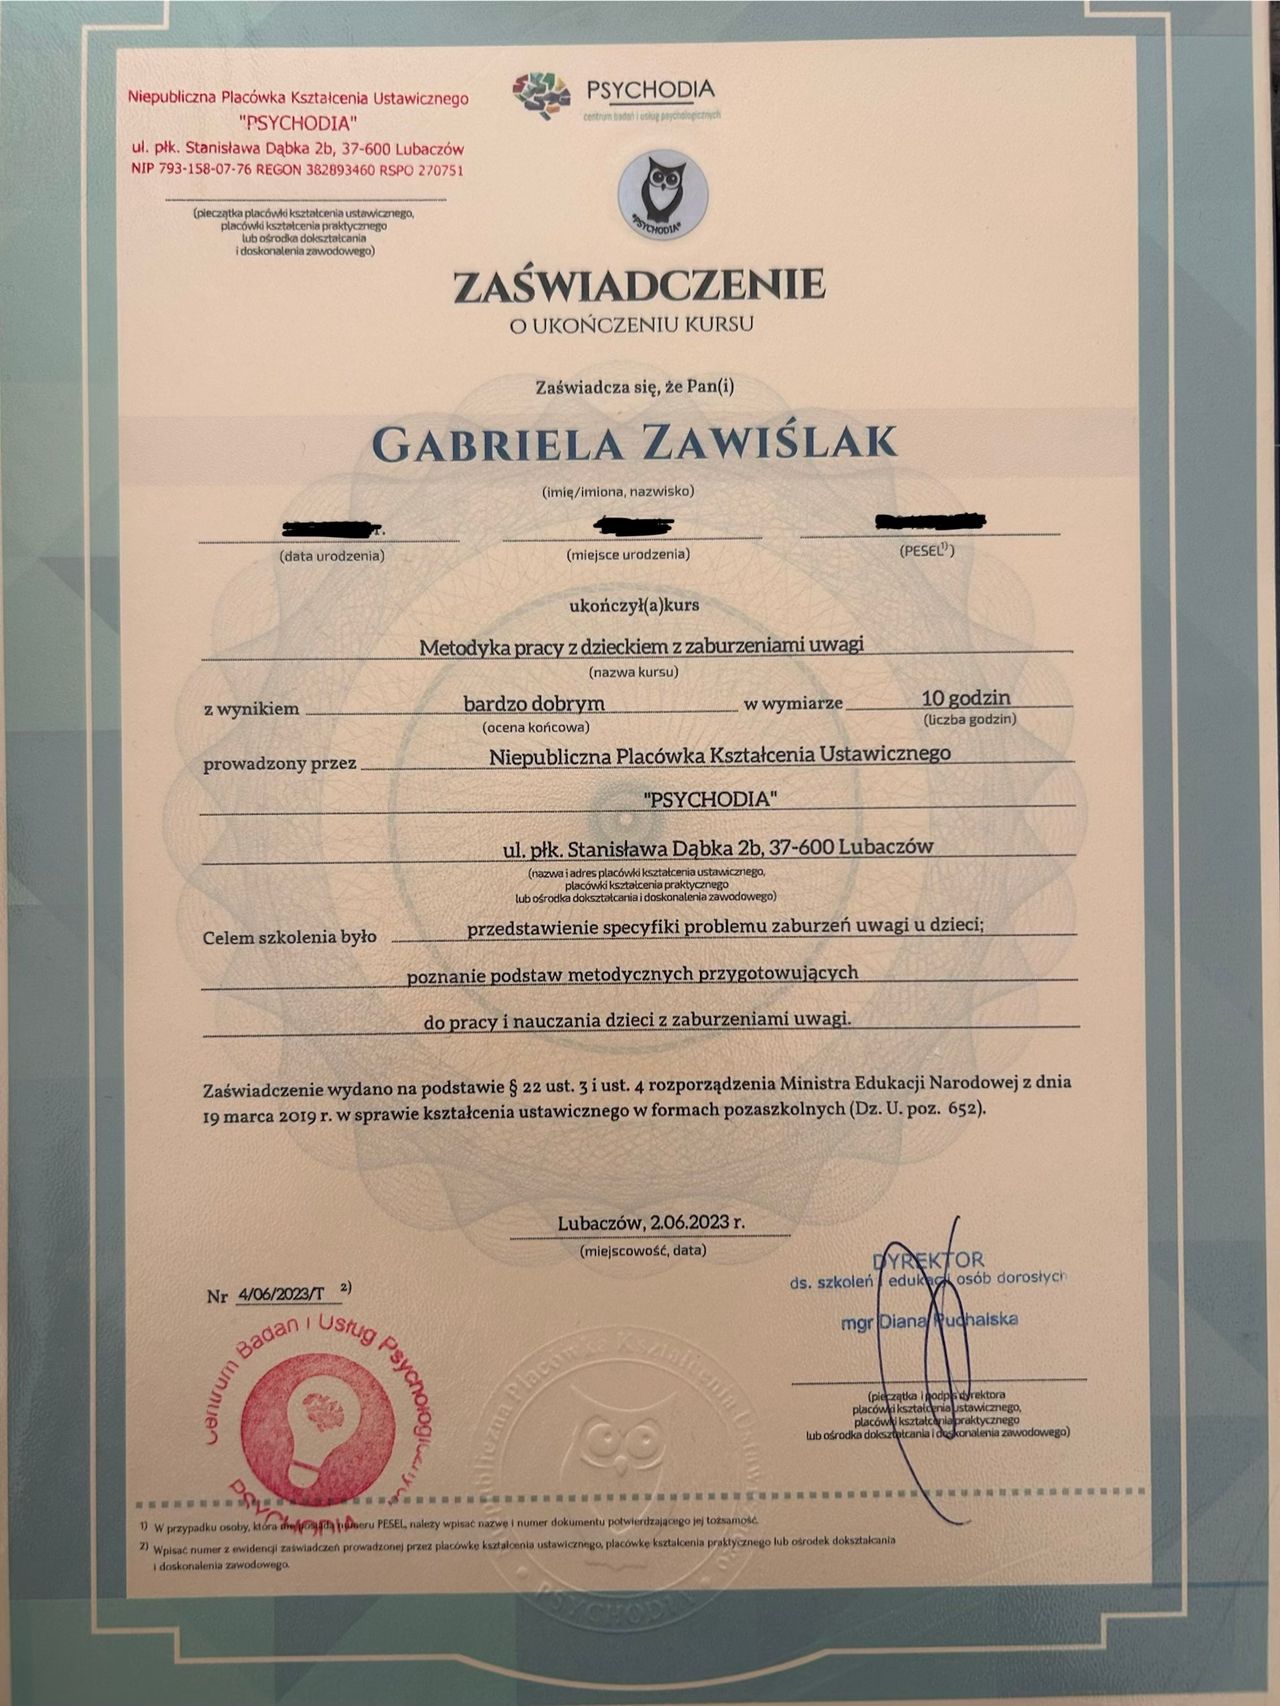 Niepubliczna Placówka Kształcenia Ustawicznego
"PSYCHODIA"
ul. płk. Stanisława Dąbka 2b, 37-600 Lubaczów
NIP 793-158-07-76 REGON 382893460 RSPO 270751
(pieczątka placówki kształcenia ustawicznego,
placówki kształcenia praktycznego
lub ośrodka dokształcania
i doskonalenia zawodowego)
PSYCHODIA
centrum badań i usług psychologicznych
"PSYCHODIA"
ZAŚWIADCZENIE
O UKOŃCZENIU KURSU
Zaświadcza się, że Pan(i)
GABRIELA ZAWIŚLAK
(imię/imiona, nazwisko)
r.
(data urodzenia) (miejsce urodzenia) (PESEL¹⁾)
ukończył(a)kurs
Metodyka pracy z dzieckiem z zaburzeniami uwagi
(nazwa kursu)
z wynikiem bardzo dobrym w wymiarze 10 godzin
(ocena końcowa) (liczba godzin)
prowadzony przez Niepubliczna Placówka Kształcenia Ustawicznego
"PSYCHODIA"
ul. płk. Stanisława Dąbka 2b, 37-600 Lubaczów
(nazwa i adres placówki kształcenia ustawicznego,
placówki kształcenia praktycznego
lub ośrodka dokształcania i doskonalenia zawodowego)
Celem szkolenia było przedstawienie specyfiki problemu zaburzeń uwagi u dzieci;
poznanie podstaw metodycznych przygotowujących
do pracy i nauczania dzieci z zaburzeniami uwagi.
Zaświadczenie wydano na podstawie § 22 ust. 3 i ust. 4 rozporządzenia Ministra Edukacji Narodowej z dnia
19 marca 2019 r. w sprawie kształcenia ustawicznego w formach pozaszkolnych (Dz. U. poz. 652).
Lubaczów, 2.06.2023 r.
(miejscowość, data)
Nr 4/06/2023/T ²⁾
DYREKTOR
ds. szkoleń i edukacji osób dorosłych
mgr Diana Puchalska
(pieczątka i podpis dyrektora
placówki kształcenia ustawicznego,
placówki kształcenia praktycznego
lub ośrodka dokształcania i doskonalenia zawodowego)
Centrum Badań i Usług Psychologicznych
PSYCHODIA
Placówka Kształcenia
PSYCHODIA
1) W przypadku osoby, która nie posiada numeru PESEL, należy wpisać nazwę i numer dokumentu potwierdzającego jej tożsamość.
2) Wpisać numer z ewidencji zaświadczeń prowadzonej przez placówkę kształcenia ustawicznego, placówkę kształcenia praktycznego lub ośrodek dokształcania
i doskonalenia zawodowego.